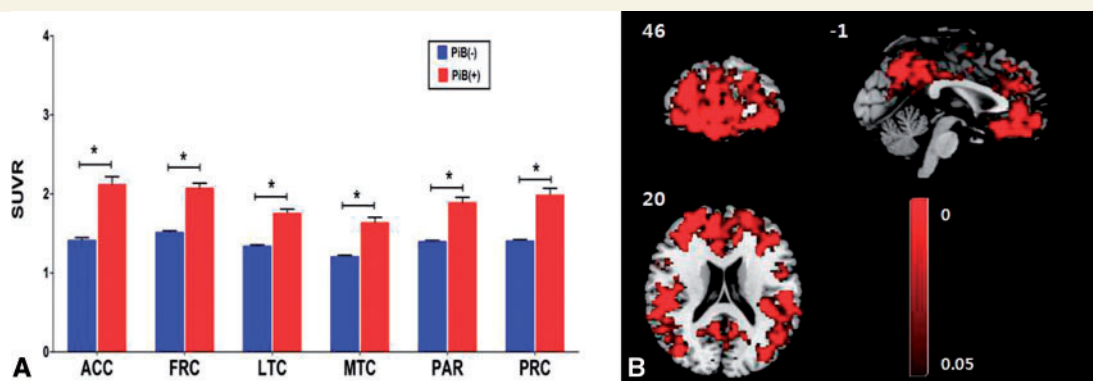 4
3
2
1
0
SUVR
PiB(-)
PiB(+)
* * * * * *
ACC FRC LTC MTC PAR PRC
A
46 -1
20
0
0.05
B